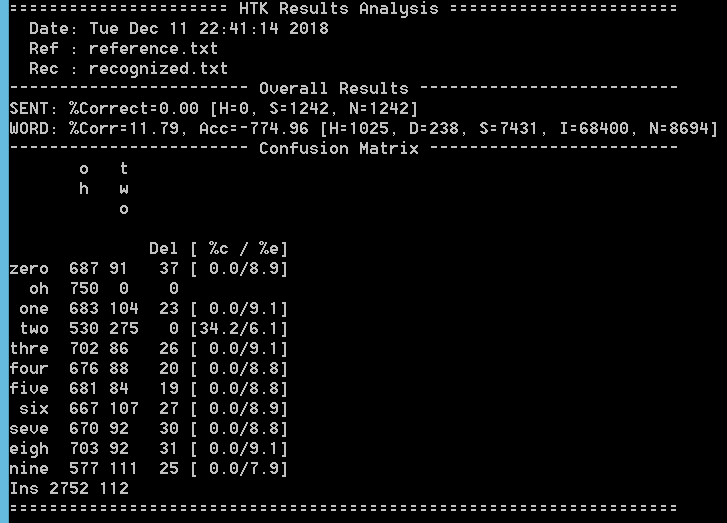 ====================== HTK Results Analysis =======================
  Date: Tue Dec 11 22:41:14 2018
  Ref : reference.txt
  Rec : recognized.txt
------------------------ Overall Results --------------------------
SENT: %Correct=0.00 [H=0, S=1242, N=1242]
WORD: %Corr=11.79, Acc=-774.96 [H=1025, D=238, S=7431, I=68400, N=8694]
------------------------ Confusion Matrix -------------------------
       o   t
       h   w
           o
              Del [ %c / %e]
zero  687 91   37 [ 0.0/8.9]
  oh  750  0    0
 one  683 104  23 [ 0.0/9.1]
 two  530 275   0 [34.2/6.1]
thre  702 86   26 [ 0.0/9.1]
four  676 88   20 [ 0.0/8.8]
five  681 84   19 [ 0.0/8.8]
 six  667 107  27 [ 0.0/8.9]
seve  670 92   30 [ 0.0/8.8]
eigh  703 92   31 [ 0.0/9.1]
nine  577 111  25 [ 0.0/7.9]
Ins 2752 112
===================================================================